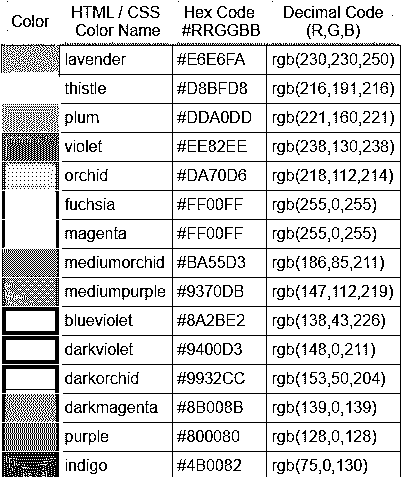 Color HTML / CSS Color Name Hex Code #RRGGBB Decimal Code (R,G,B)
lavender #E6E6FA rgb(230,230,250)
thistle #D8BFD8 rgb(216,191,216)
plum #DDA0DD rgb(221,160,221)
violet #EE82EE rgb(238,130,238)
orchid #DA70D6 rgb(218,112,214)
fuchsia #FF00FF rgb(255,0,255)
magenta #FF00FF rgb(255,0,255)
mediumorchid #BA55D3 rgb(186,85,211)
mediumpurple #9370DB rgb(147,112,219)
blueviolet #8A2BE2 rgb(138,43,226)
darkviolet #9400D3 rgb(148,0,211)
darkorchid #9932CC rgb(153,50,204)
darkmagenta #8B008B rgb(139,0,139)
purple #800080 rgb(128,0,128)
indigo #4B0082 rgb(75,0,130)